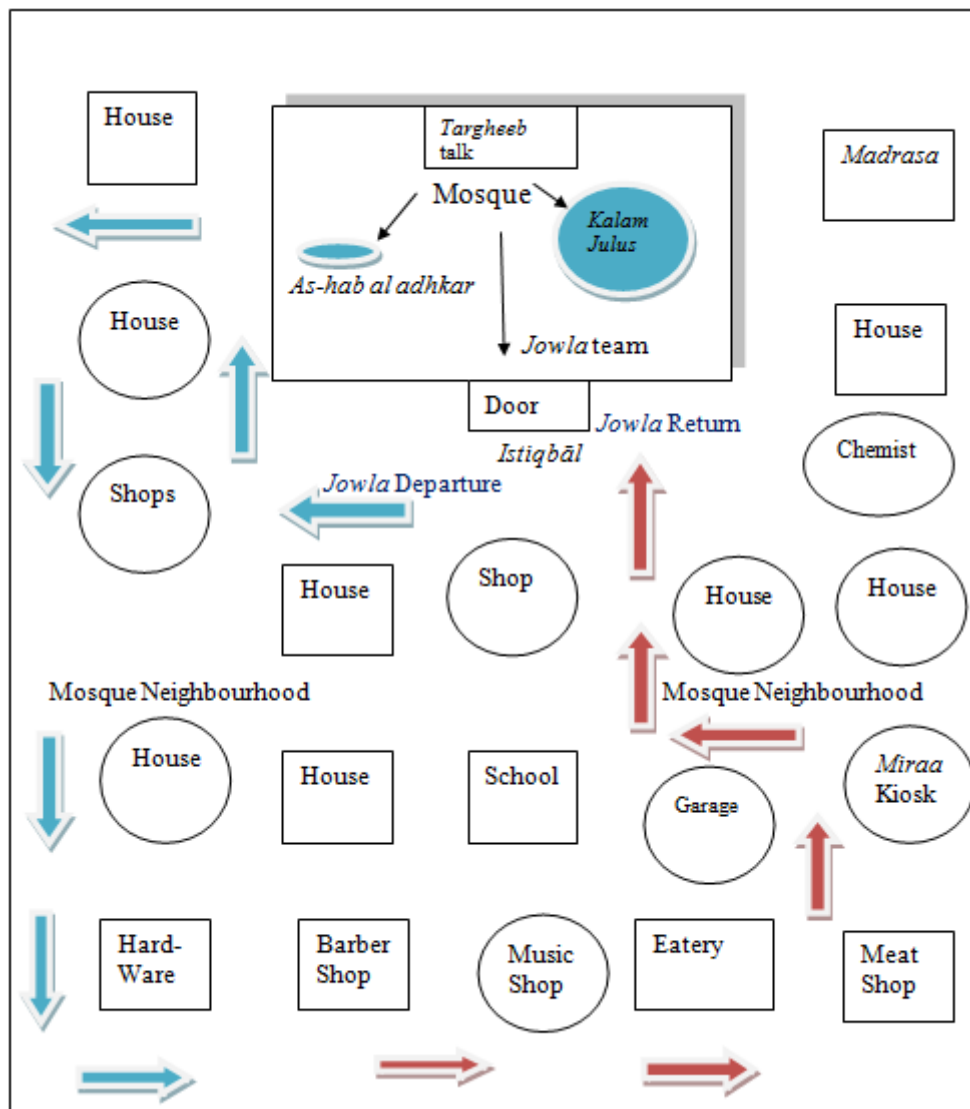 House
Targheeb
talk
Madrasa
Mosque
Kalam
Julus
As-hab al adhkar
House
House
Jowla team
Door
Jowla Return
Istiqbāl
Chemist
Shops
Jowla Departure
House
Shop
House
House
Mosque Neighbourhood
Mosque Neighbourhood
House
House
School
Garage
Miraa
Kiosk
Hard-
Ware
Barber
Shop
Music
Shop
Eatery
Meat
Shop